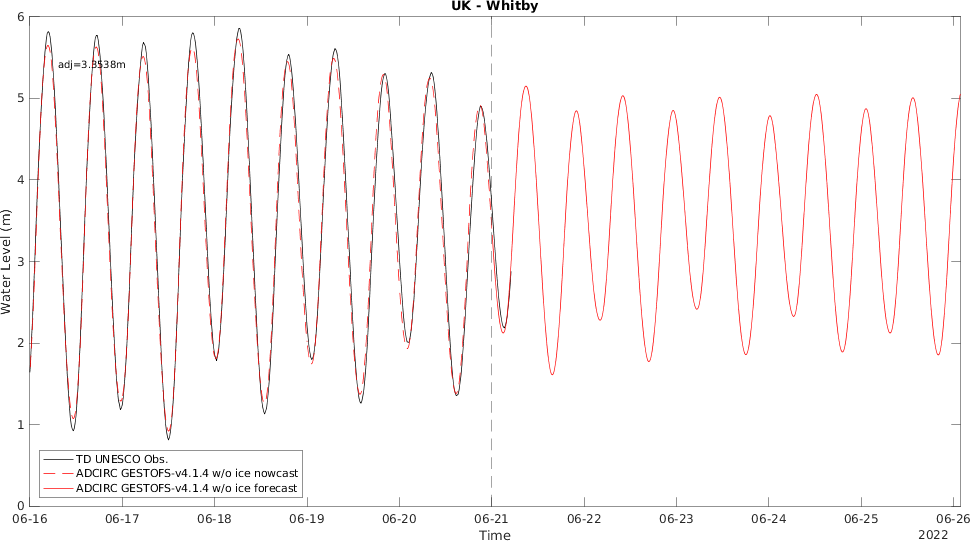 UK - Whitby
6
adj=3.3538m
5
4
3
2
1
0
Water Level (m)
TD UNESCO Obs.
ADCIRC GESTOFS-v4.1.4 w/o ice nowcast
ADCIRC GESTOFS-v4.1.4 w/o ice forecast
06-16 06-17 06-18 06-19 06-20 06-21 06-22 06-23 06-24 06-25 06-26
Time
2022